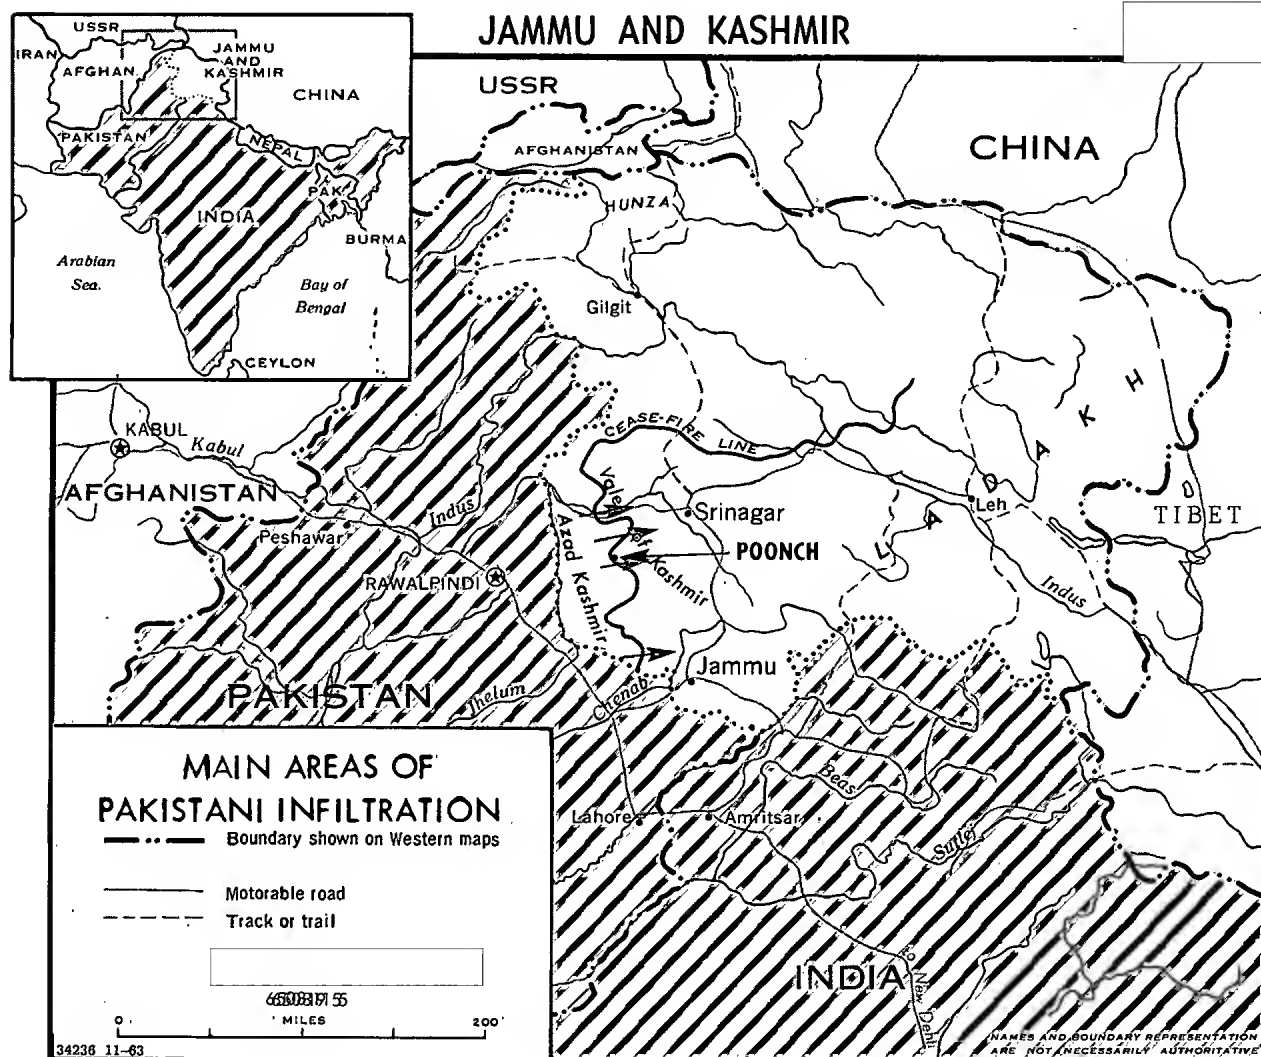 JAMMU AND KASHMIR
USSR
IRAN
AFGHAN.
JAMMU
AND
KASHMIR
CHINA
PAKISTAN
NEPAL
PAK.
INDIA
BURMA
Arabian
Sea.
Bay of
Bengal
CEYLON
USSR
CHINA
AFGHANISTAN
HUNZA
Gilgit
KABUL
Kabul
CEASE-FIRE LINE
LADAKH
AFGHANISTAN
Indus
Vale of Kashmir
Srinagar
Leh
TIBET
Peshawar
POONCH
Azad Kashmir
RAWALPINDI
Indus
Jammu
PAKISTAN
Jhelum
Chenab
MAIN AREAS OF
PAKISTANI INFILTRATION
Boundary shown on Western maps
Motorable road
Track or trail
Beas
Lahore
Amritsar
Sutlej
INDIA
to New Dehli
0
MILES
200
34236 11-63
NAMES AND BOUNDARY REPRESENTATION
ARE NOT NECESSARILY AUTHORITATIVE